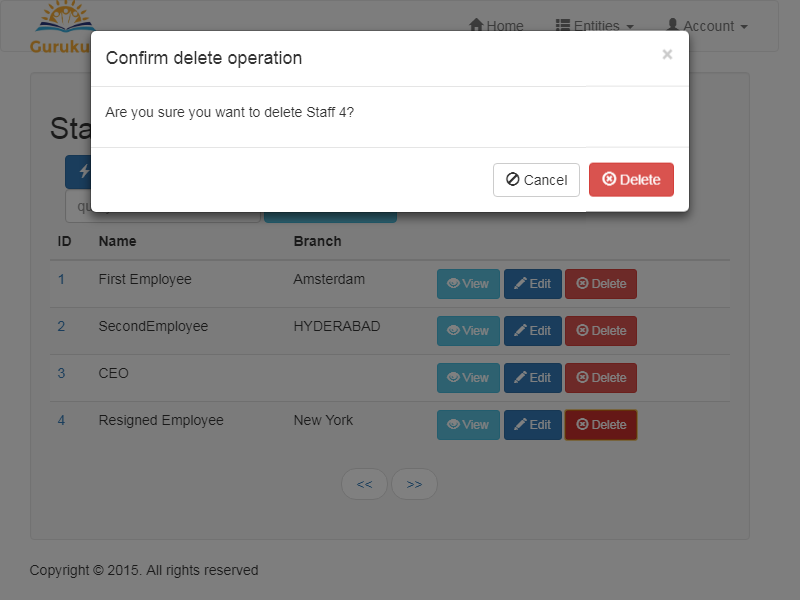 Home Entities Account
Guruku
Confirm delete operation ×
Are you sure you want to delete Staff 4?
Cancel Delete
Sta
ID Name Branch
1 First Employee Amsterdam View Edit Delete
2 SecondEmployee HYDERABAD View Edit Delete
3 CEO View Edit Delete
4 Resigned Employee New York View Edit Delete
<< >>
Copyright © 2015. All rights reserved